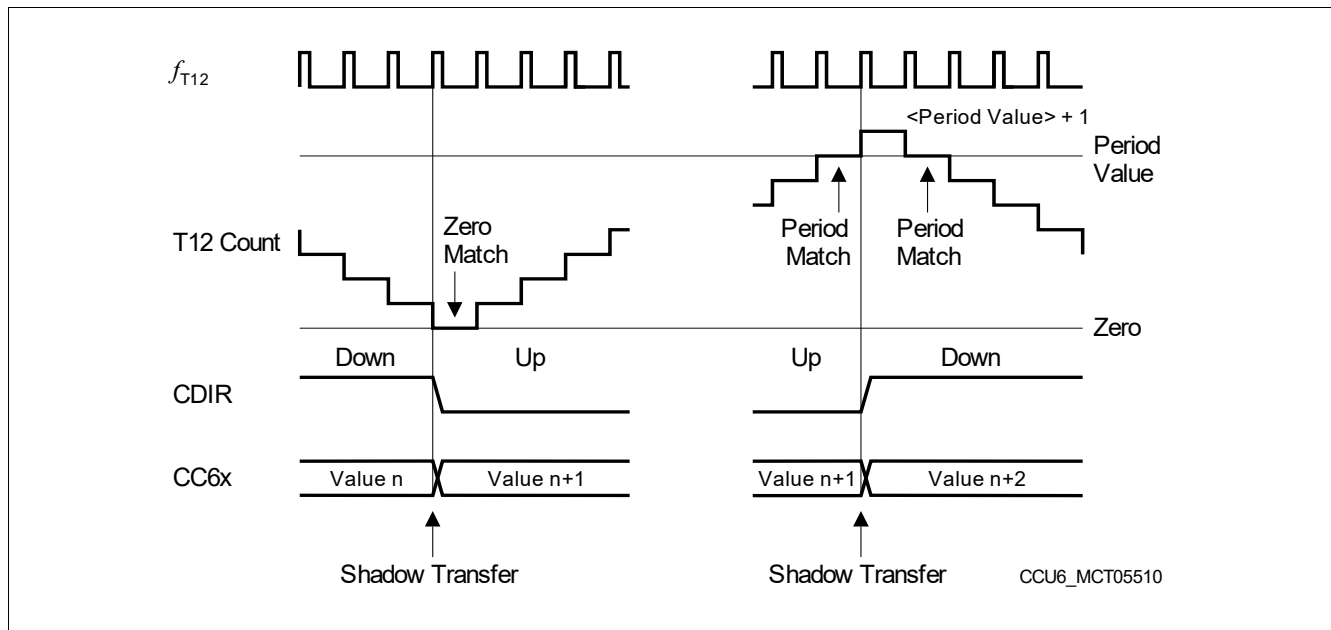 fT12
<Period Value> + 1
Period
Value
Zero
Match
Period
Match
Period
Match
T12 Count
Zero
Down
Up
Up
Down
CDIR
CC6x
Value n
Value n+1
Value n+1
Value n+2
Shadow Transfer
Shadow Transfer
CCU6_MCT05510